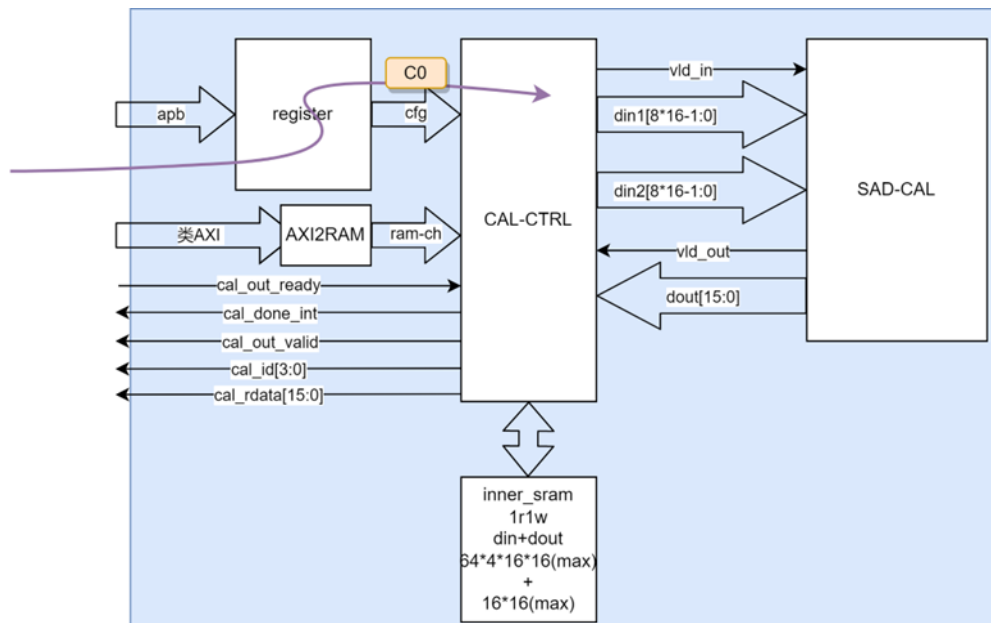 C0
apb
register
cfg
类AXI
AXI2RAM
ram-ch
cal_out_ready
cal_done_int
cal_out_valid
cal_id[3:0]
cal_rdata[15:0]
CAL-CTRL
vld_in
din1[8*16-1:0]
din2[8*16-1:0]
vld_out
dout[15:0]
SAD-CAL
inner_sram
1r1w
din+dout
64*4*16*16(max)
+
16*16(max)